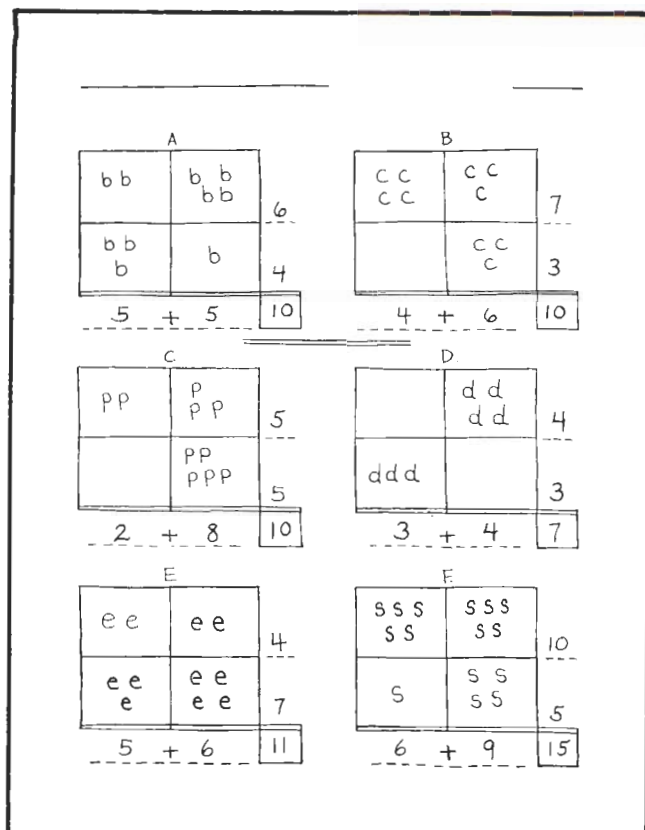 A B
b b b b c c c c
b b c c c 7
6
b b b c c
b 4 c 3
5 + 5 10 4 + 6 10
C D
p p p d d
p p 5 d d 4
p p
p p p 5 d d d 3
2 + 8 10 3 + 4 7
E F
e e e e s s s s s s
4 s s s s 10
e e e e s s
e e e 7 s s s 5
5 + 6 11 6 + 9 15